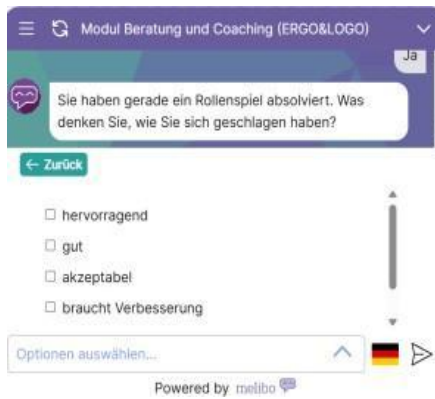 Modul Beratung und Coaching (ERGO&LOGO)
Ja
Sie haben gerade ein Rollenspiel absolviert. Was
denken Sie, wie Sie sich geschlagen haben?
← Zurück
hervorragend
gut
akzeptabel
braucht Verbesserung
Optionen auswählen...
Powered by melibo